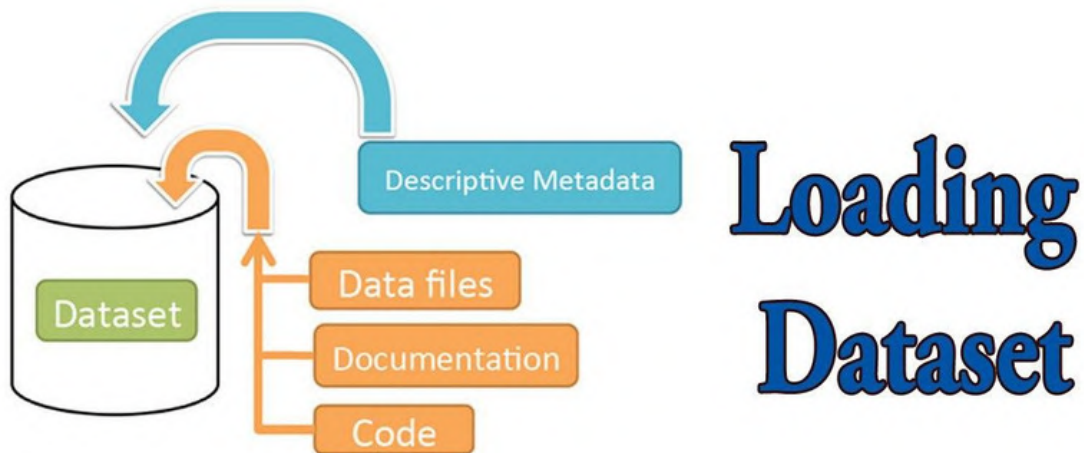 Descriptive Metadata
Loading
Dataset
Data files
Dataset
Documentation
Code